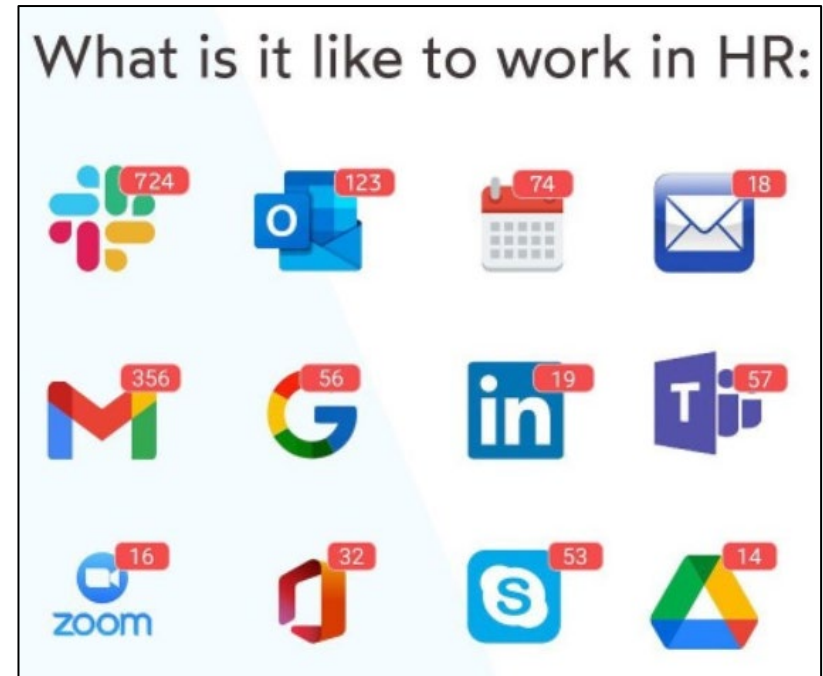 What is it like to work in HR:
724 123 74 18
O
356 56 19 57
in T
16 32 53 14
S
zoom